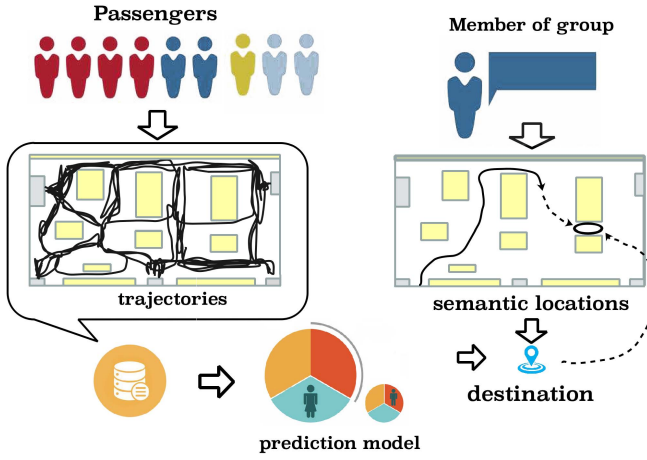 Passengers
Member of group
trajectories
semantic locations
destination
prediction model